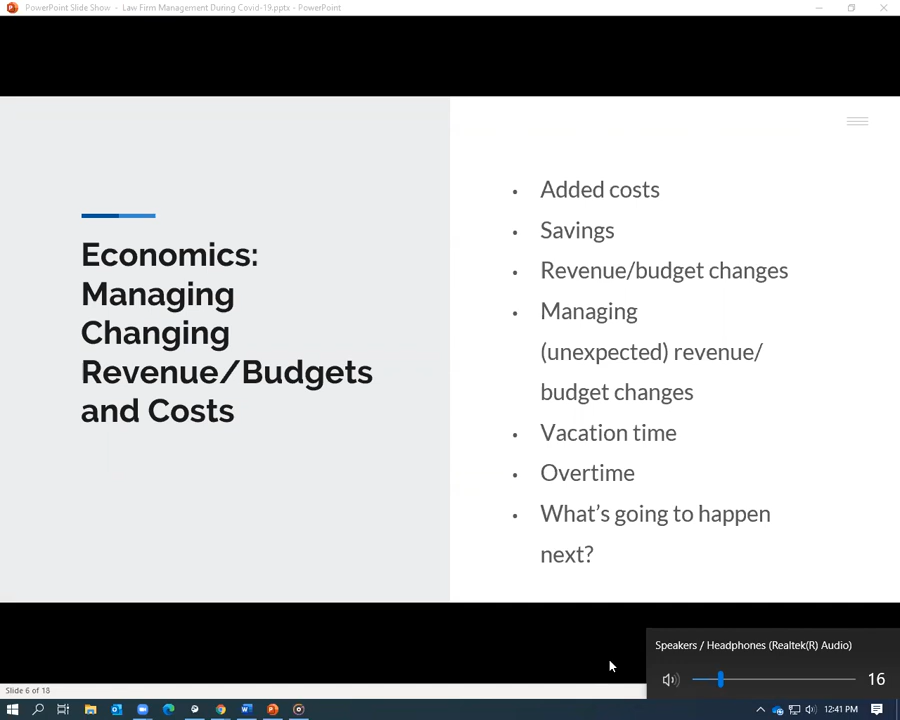 PowerPoint Slide Show - Law Firm Management During Covid-19.pptx - PowerPoint
Economics:
Managing
Changing
Revenue/Budgets
and Costs
• Added costs
• Savings
• Revenue/budget changes
• Managing
(unexpected) revenue/
budget changes
• Vacation time
• Overtime
• What's going to happen
next?
Speakers / Headphones (Realtek(R) Audio)
16
Slide 6 of 18
12:41 PM